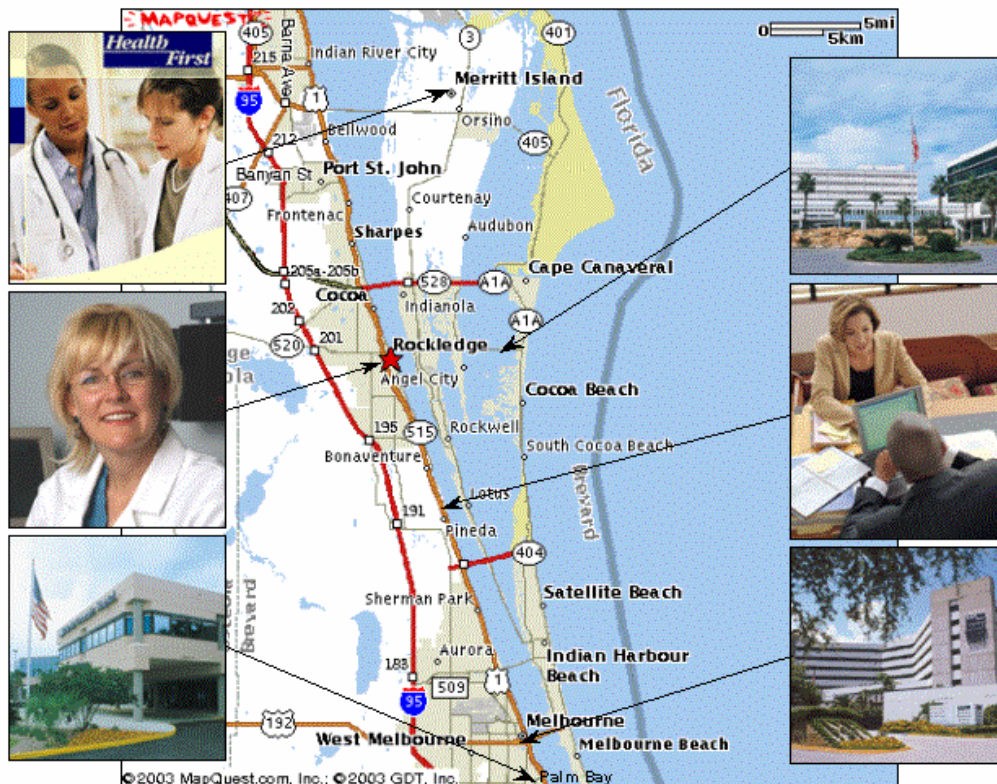 MAPQUEST
Health
First
405
Barna Ave
Indian River City
3
401
0
5mi
5km
215
95
1
Merritt Island
Orsino
Florida
Bellwood
212
405
Banyan St
Port St. John
407
Courtenay
Frontenac
Audubon
Sharpes
205a-205b
528
A1A
Cape Canaveral
Cocoa
Indianola
202
A1A
520
201
Rockledge
Angel City
Cocoa Beach
195
515
Rockwell
South Cocoa Beach
Bonaventure
Brevard
Lotus
191
Pineda
404
Sherman Park
Satellite Beach
Brevard
Aurora
183
Indian Harbour
Beach
509
1
95
192
Melbourne
West Melbourne
Melbourne Beach
©2003 MapQuest.com, Inc.; ©2003 GDT, Inc.
Palm Bay